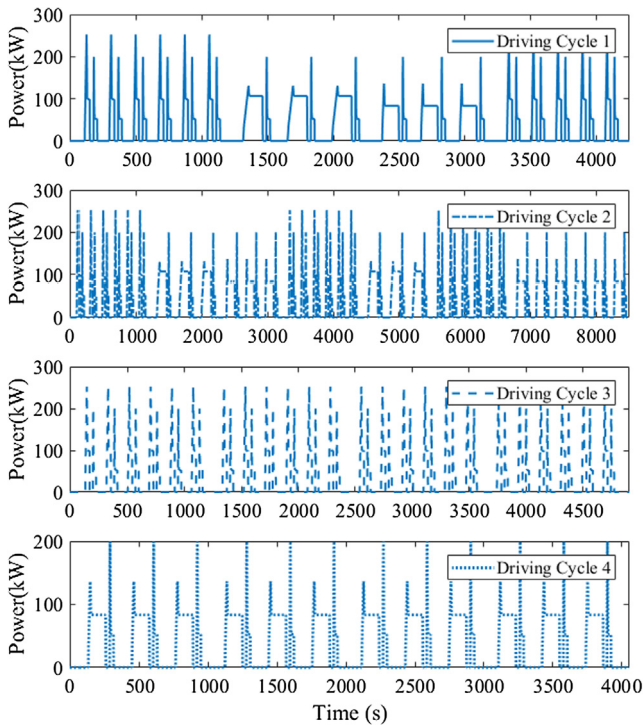 300
200
100
0
Power(kW)
Driving Cycle 1
0 500 1000 1500 2000 2500 3000 3500 4000
300
200
100
0
Power(kW)
Driving Cycle 2
0 1000 2000 3000 4000 5000 6000 7000 8000
300
200
100
0
Power(kW)
Driving Cycle 3
0 500 1000 1500 2000 2500 3000 3500 4000 4500
200
100
0
Power(kW)
Driving Cycle 4
0 500 1000 1500 2000 2500 3000 3500 4000
Time (s)